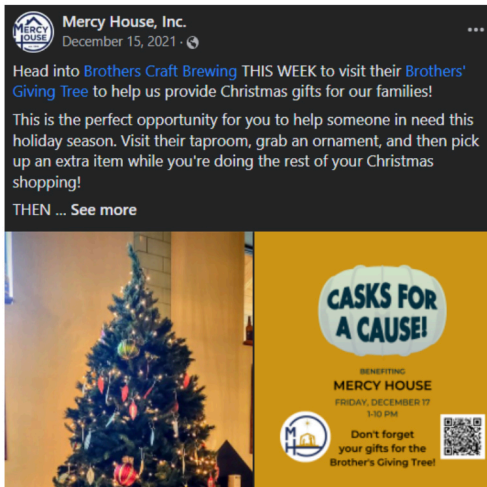 MERCY
HOUSE
Mercy House, Inc.
December 15, 2021 ·
Head into Brothers Craft Brewing THIS WEEK to visit their Brothers'
Giving Tree to help us provide Christmas gifts for our families!
This is the perfect opportunity for you to help someone in need this
holiday season. Visit their taproom, grab an ornament, and then pick
up an extra item while you're doing the rest of your Christmas
shopping!
THEN ... See more
CASKS FOR
A CAUSE!
BENEFITING
MERCY HOUSE
FRIDAY, DECEMBER 17
1-10 PM
M
H
Don't forget
your gifts for the
Brother's Giving Tree!